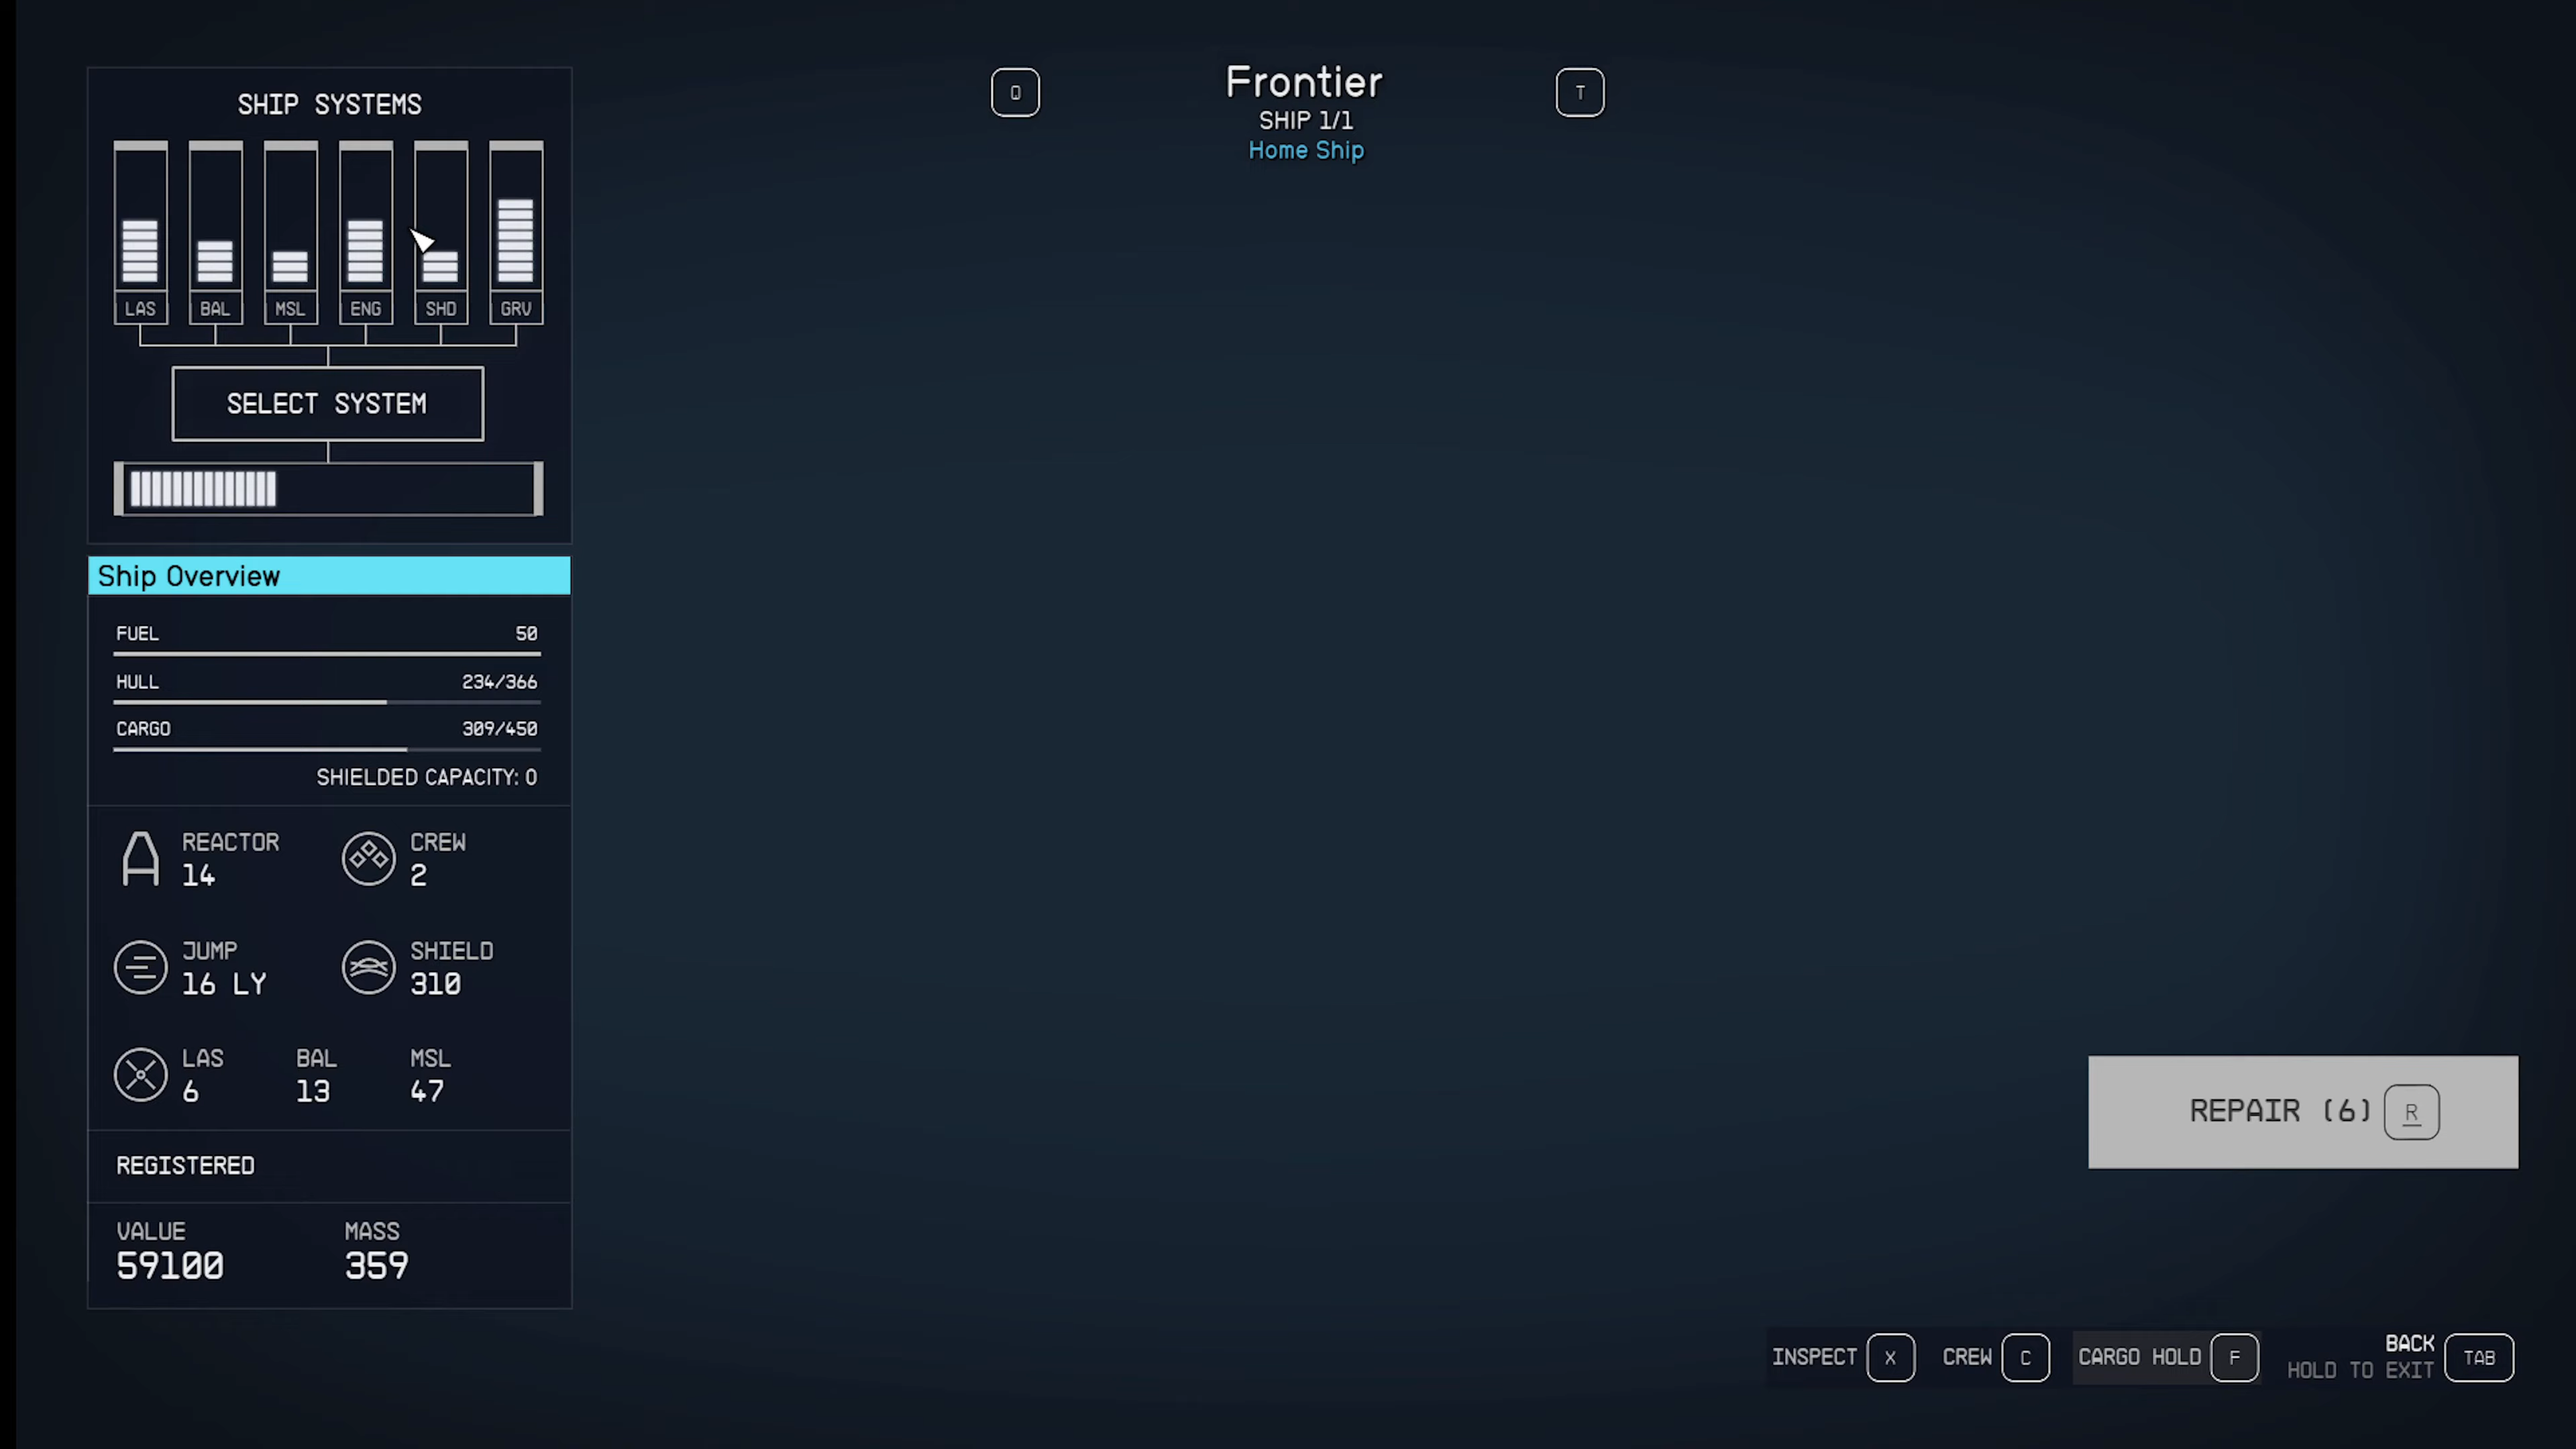 SHIP SYSTEMS
LAS BAL MSL ENG SHD GRV
SELECT SYSTEM
Q
Frontier
T
SHIP 1/1
Home Ship
Ship Overview
FUEL 50
HULL 234/366
CARGO 309/450
SHIELDED CAPACITY: 0
REACTOR CREW
14 2
JUMP SHIELD
16 LY 310
LAS BAL MSL
6 13 47
REGISTERED
VALUE MASS
59100 359
REPAIR (6) R
INSPECT X CREW C CARGO HOLD F BACK TAB
HOLD TO EXIT